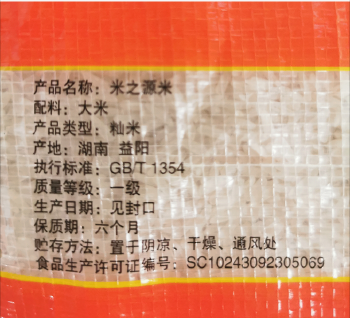 产品名称：米之源米
配料：大米
产品类型：籼米
产地：湖南 益阳
执行标准：GB/T 1354
质量等级：一级
生产日期：见封口
保质期：六个月
贮存方法：置于阴凉、干燥、通风处
食品生产许可证编号：SC10243092305069